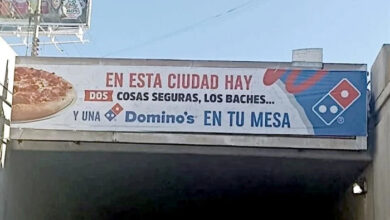 EN ESTA CIUDAD HAY
DOS COSAS SEGURAS, LOS BACHES...
Y UNA Domino's EN TU MESA